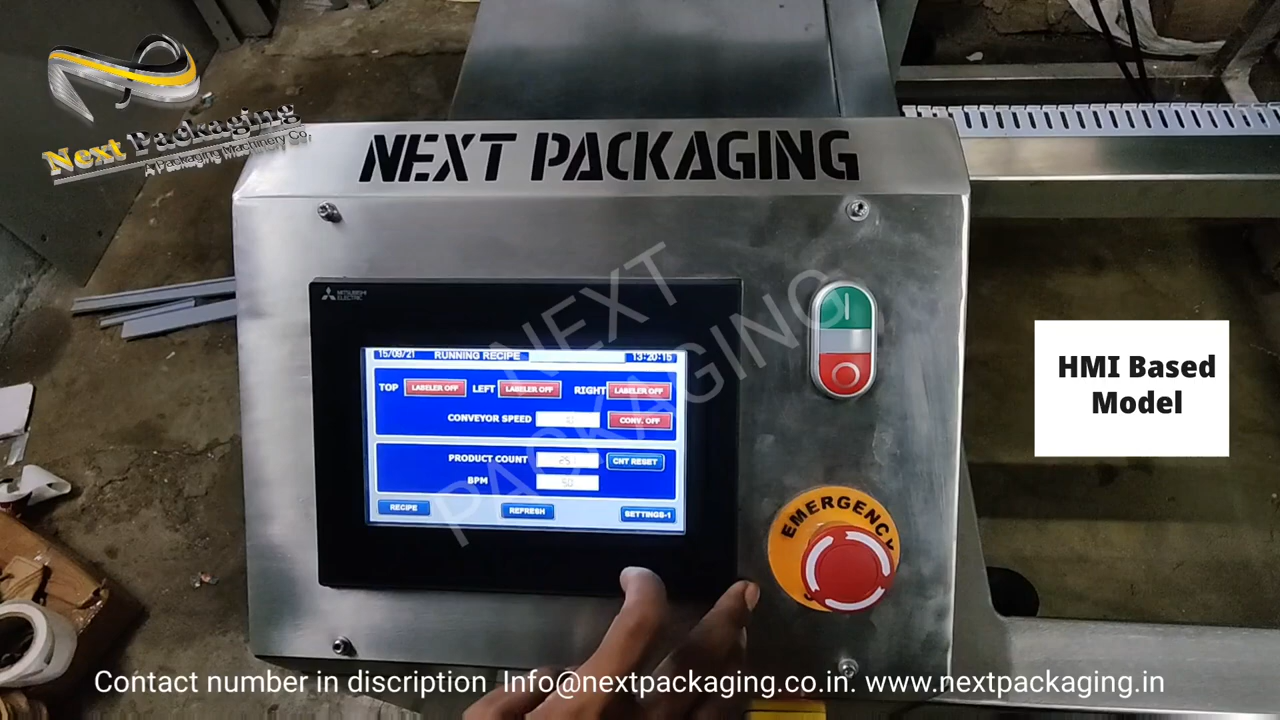 Next Packaging
A Packaging Machinery Co.
NEXT PACKAGING
MITSUBISHI
ELECTRIC
15/09/21 RUNNING RECIPE 13:20:15
TOP LABELER OFF LEFT LABELER OFF RIGHT LABELER OFF
CONVEYOR SPEED CONV. OFF
PRODUCT COUNT 25 CNT RESET
BPM 50
RECIPE REFRESH SETTINGS-1
EMERGENCY
NEXT
PACKAGING
HMI Based
Model
Contact number in discription Info@nextpackaging.co.in. www.nextpackaging.in